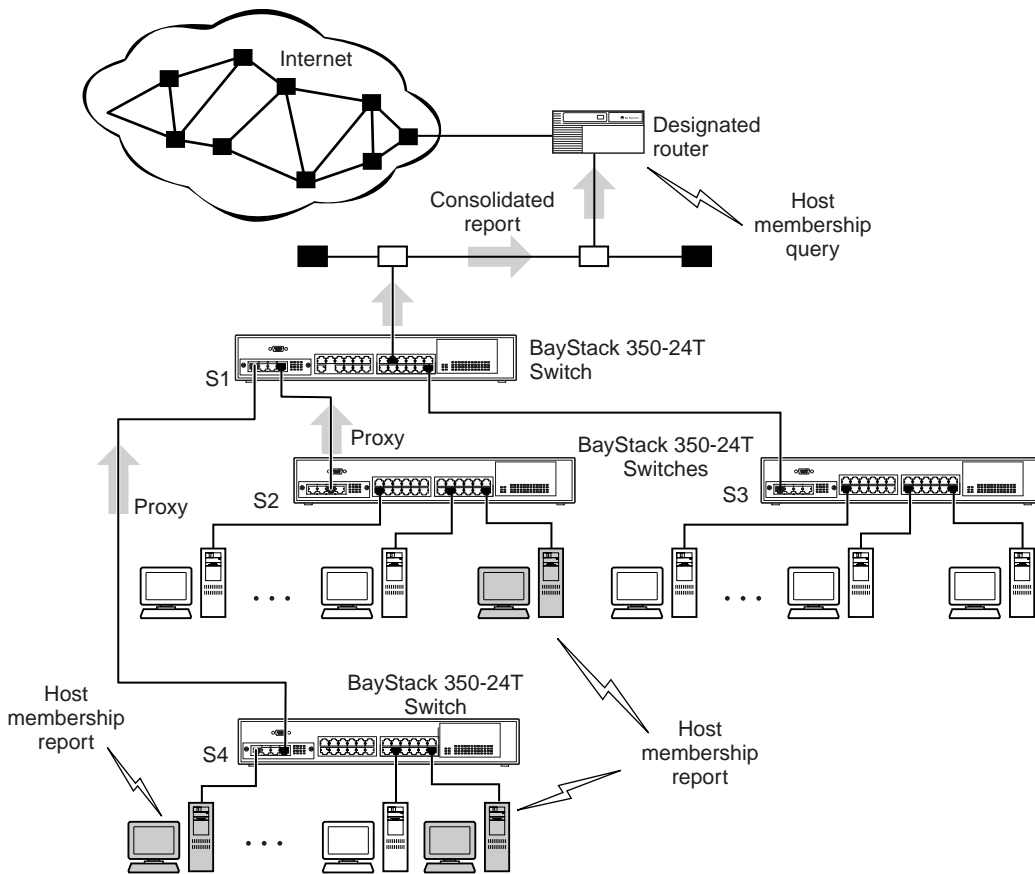 Internet
Designated
router
Consolidated
report
Host
membership
query
BayStack 350-24T
Switch
S1
Proxy
BayStack 350-24T
Switches
Proxy
S2
S3
BayStack 350-24T
Switch
Host
membership
report
S4
Host
membership
report